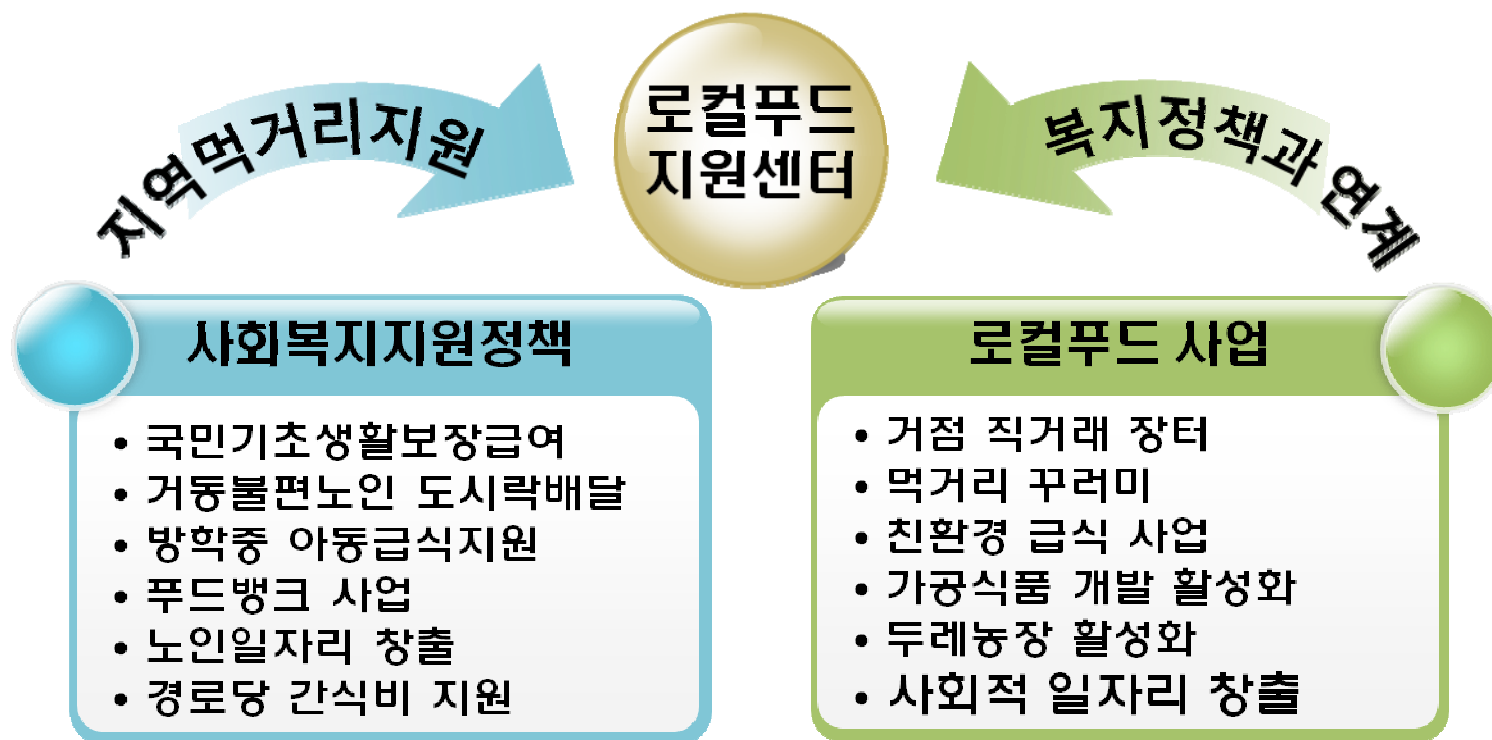 로컬푸드
지원센터
지역먹거리지원
복지정책과 연계
사회복지지원정책
• 국민기초생활보장급여
• 거동불편노인 도시락배달
• 방학중 아동급식지원
• 푸드뱅크 사업
• 노인일자리 창출
• 경로당 간식비 지원
로컬푸드 사업
• 거점 직거래 장터
• 먹거리 꾸러미
• 친환경 급식 사업
• 가공식품 개발 활성화
• 두레농장 활성화
• 사회적 일자리 창출